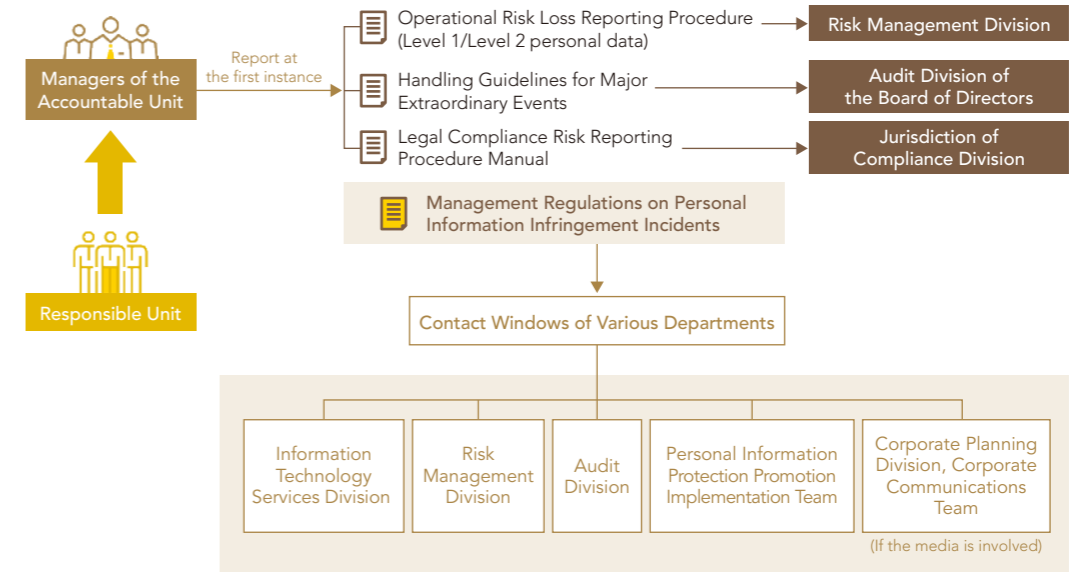 Managers of the
Accountable Unit
Responsible Unit
Report at
the first instance
Operational Risk Loss Reporting Procedure
(Level 1/Level 2 personal data)
Risk Management Division
Handling Guidelines for Major
Extraordinary Events
Audit Division of
the Board of Directors
Legal Compliance Risk Reporting
Procedure Manual
Jurisdiction of
Compliance Division
Management Regulations on Personal
Information Infringement Incidents
Contact Windows of Various Departments
Information
Technology
Services Division
Risk
Management
Division
Audit
Division
Personal Information
Protection Promotion
Implementation Team
Corporate Planning
Division, Corporate
Communications
Team
(If the media is involved)